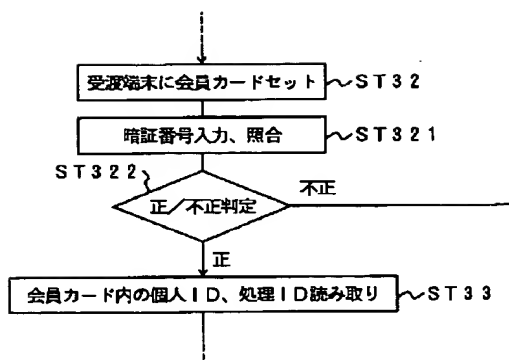 受渡端末に会員カードセット
ST32
暗証番号入力、照合
ST321
ST322
正／不正判定
不正
正
会員カード内の個人ID、処理ID読み取り
ST33